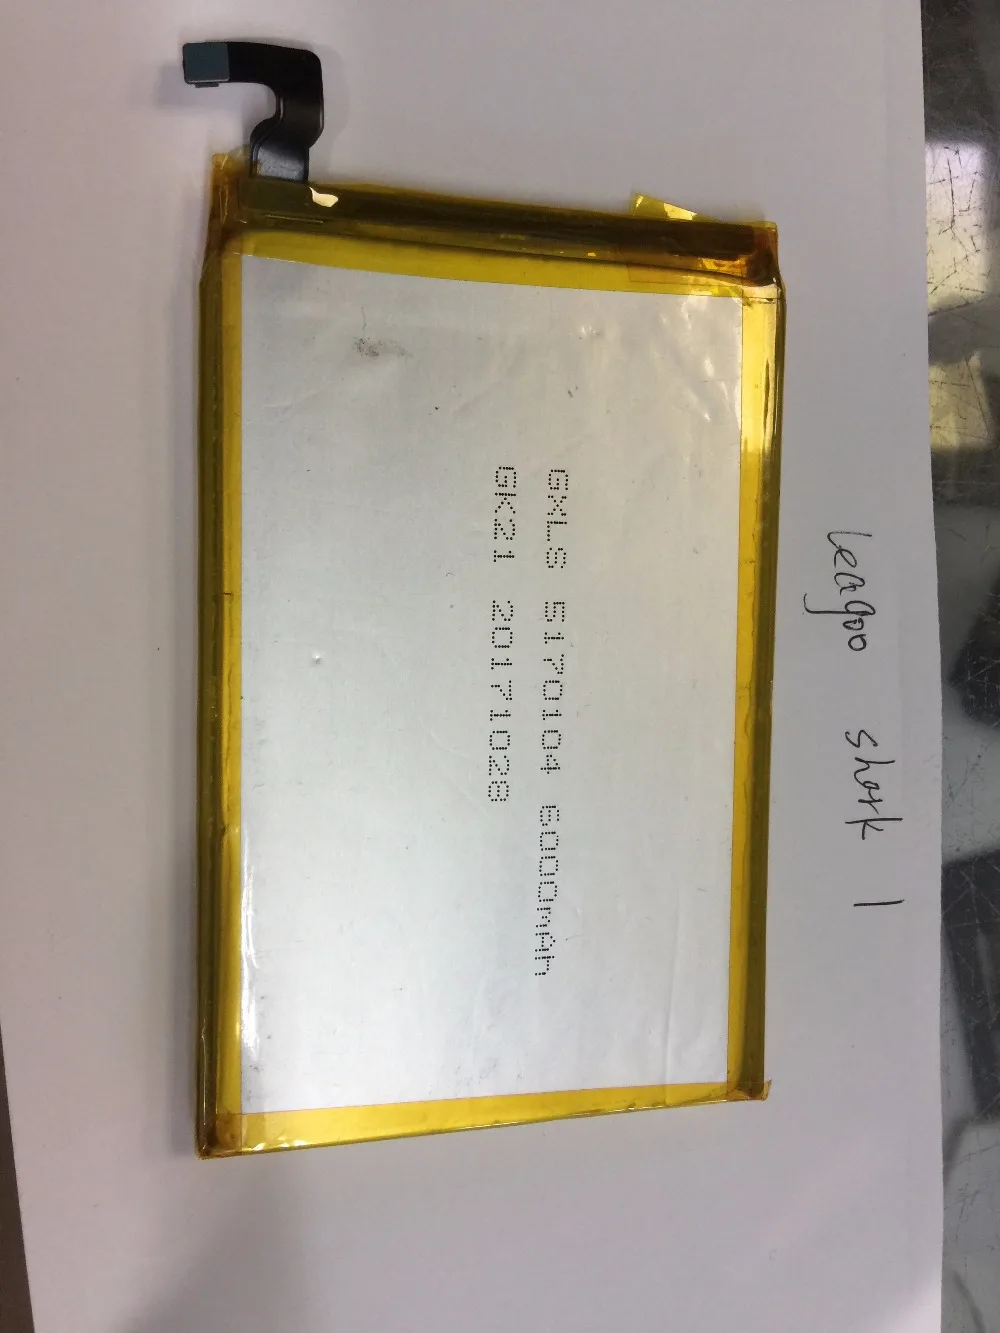 GXLS 5170104 6000mAh
GK21 20171028
leagoo shark 1